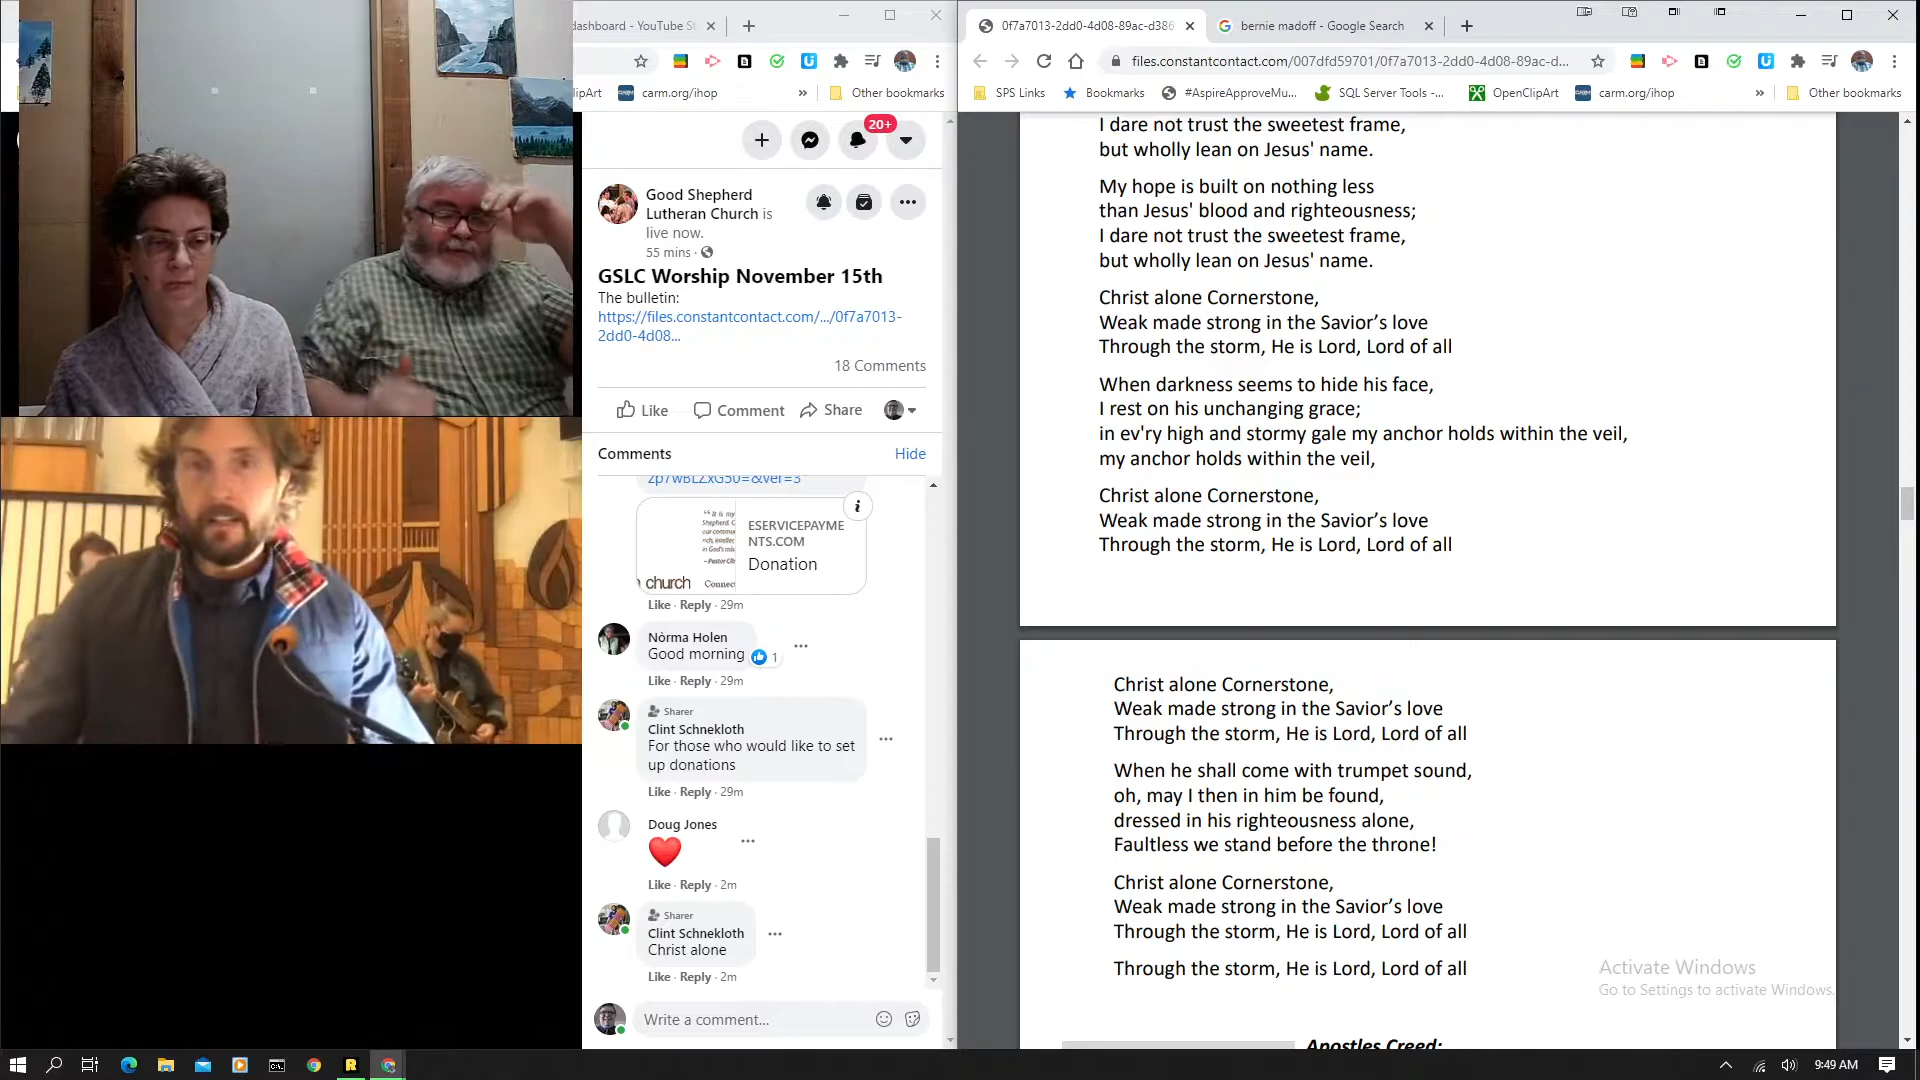 dashboard - YouTube St
lipArt
carm.org/ihop
»
Other bookmarks
20+
Good Shepherd
Lutheran Church is
live now.
55 mins ·
GSLC Worship November 15th
The bulletin:
https://files.constantcontact.com/.../0f7a7013-
2dd0-4d08...
18 Comments
Like
Comment
Share
Comments
Hide
zp7wBLZxG50=&ver=3
ESERVICEPAYME
NTS.COM
Donation
church
Connec
Like · Reply · 29m
Nòrma Holen
Good morning
1
Like · Reply · 29m
Sharer
Clint Schnekloth
For those who would like to set
up donations
Like · Reply · 29m
Doug Jones
Like · Reply · 2m
Sharer
Clint Schnekloth
Christ alone
Like · Reply · 2m
Write a comment...
0f7a7013-2dd0-4d08-89ac-d386
bernie madoff - Google Search
files.constantcontact.com/007dfd59701/0f7a7013-2dd0-4d08-89ac-d...
SPS Links
Bookmarks
#AspireApproveMu...
SQL Server Tools -...
OpenClipArt
carm.org/ihop
»
Other bookmarks
I dare not trust the sweetest frame,
but wholly lean on Jesus' name.
My hope is built on nothing less
than Jesus' blood and righteousness;
I dare not trust the sweetest frame,
but wholly lean on Jesus' name.
Christ alone Cornerstone,
Weak made strong in the Savior’s love
Through the storm, He is Lord, Lord of all
When darkness seems to hide his face,
I rest on his unchanging grace;
in ev'ry high and stormy gale my anchor holds within the veil,
my anchor holds within the veil,
Christ alone Cornerstone,
Weak made strong in the Savior’s love
Through the storm, He is Lord, Lord of all
Christ alone Cornerstone,
Weak made strong in the Savior’s love
Through the storm, He is Lord, Lord of all
When he shall come with trumpet sound,
oh, may I then in him be found,
dressed in his righteousness alone,
Faultless we stand before the throne!
Christ alone Cornerstone,
Weak made strong in the Savior’s love
Through the storm, He is Lord, Lord of all
Through the storm, He is Lord, Lord of all
Apostles Creed:
Activate Windows
Go to Settings to activate Windows.
9:49 AM